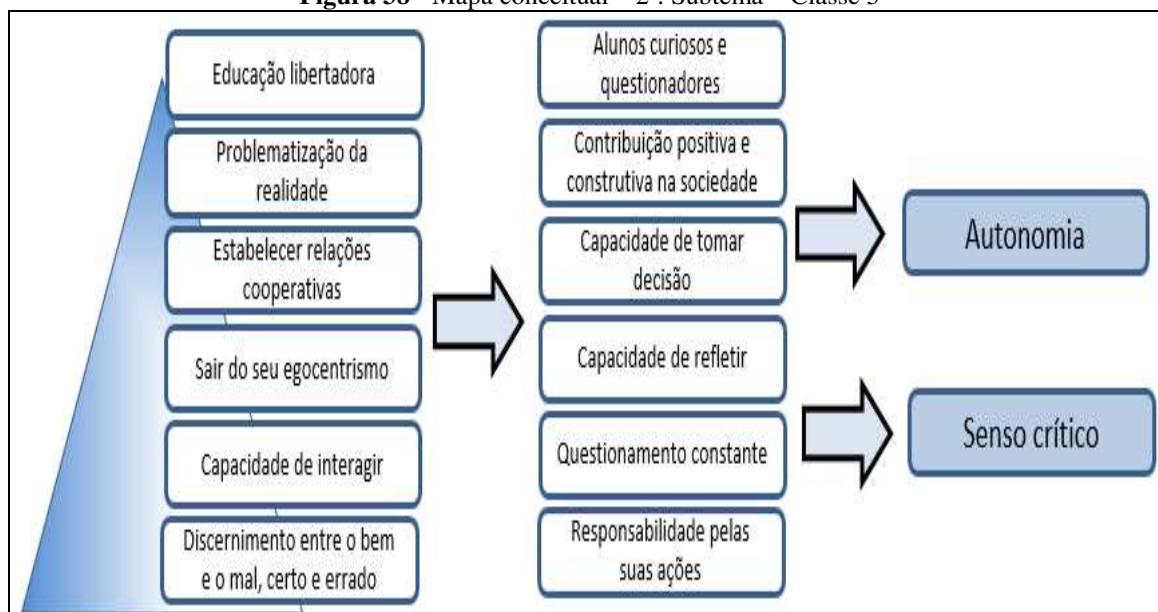 Figura 38 - Mapa conceitual – 2º. Subtema – Classe 3
Educação libertadora
Problematização da
realidade
Estabelecer relações
cooperativas
Sair do seu egocentrismo
Capacidade de interagir
Discernimento entre o bem
e o mal, certo e errado
Alunos curiosos e
questionadores
Contribuição positiva e
construtiva na sociedade
Capacidade de tomar
decisão
Capacidade de refletir
Questionamento constante
Responsabilidade pelas
suas ações
Autonomia
Senso crítico